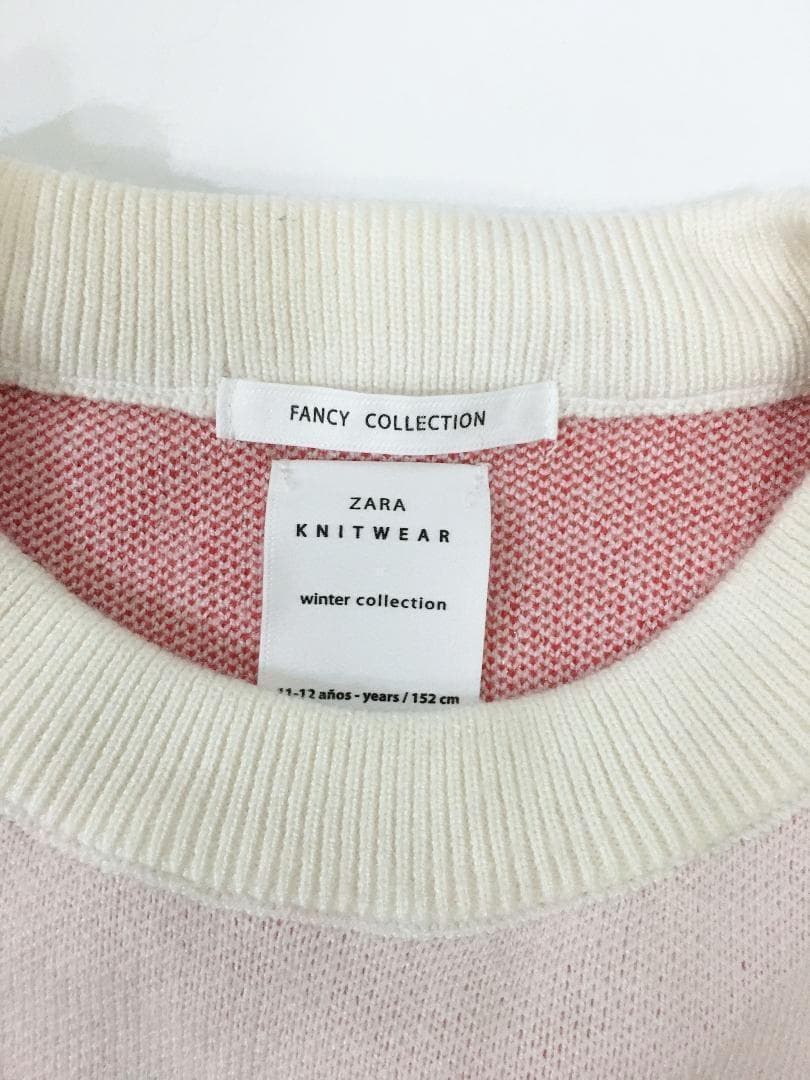 FANCY COLLECTION
ZARA
KNITWEAR
winter collection
11-12 años - years / 152 cm